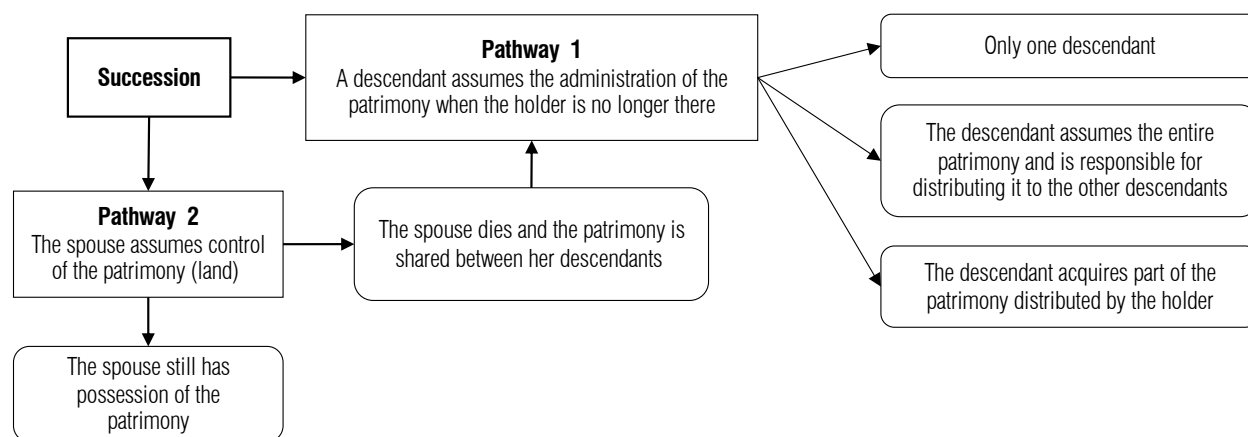 Succession
Pathway 1
A descendant assumes the administration of the
patrimony when the holder is no longer there
Only one descendant
The descendant assumes the entire
patrimony and is responsible for
distributing it to the other descendants
The descendant acquires part of the
patrimony distributed by the holder
Pathway 2
The spouse assumes control
of the patrimony (land)
The spouse dies and the patrimony is
shared between her descendants
The spouse still has
possession of the
patrimony